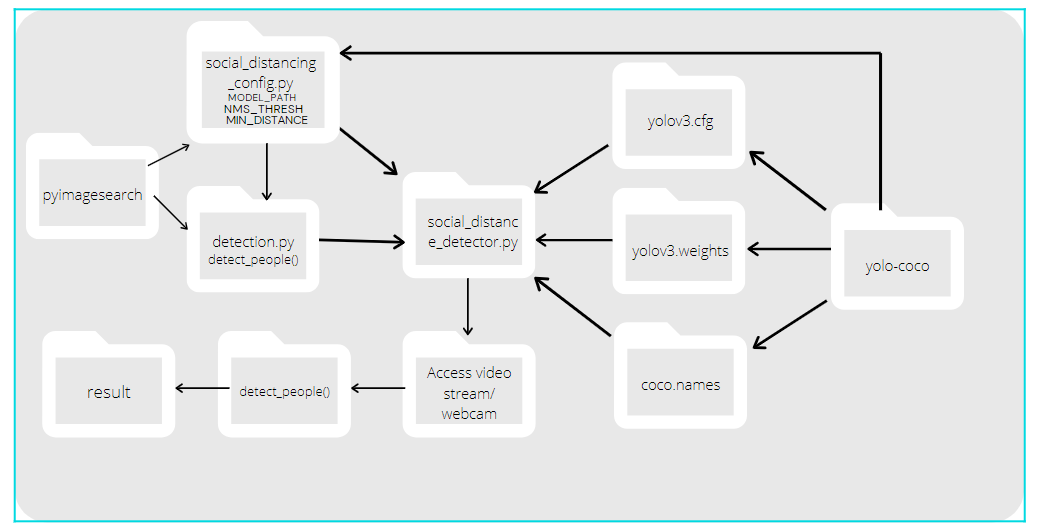 social_distancing
_config.py
MODEL_PATH
NMS_THRESH
MIN_DISTANCE
yolov3.cfg
pyimagesearch
social_distanc
e_detector.py
detection.py
detect_people()
yolov3.weights
yolo-coco
Access video
stream/
webcam
detect_people()
result
coco.names